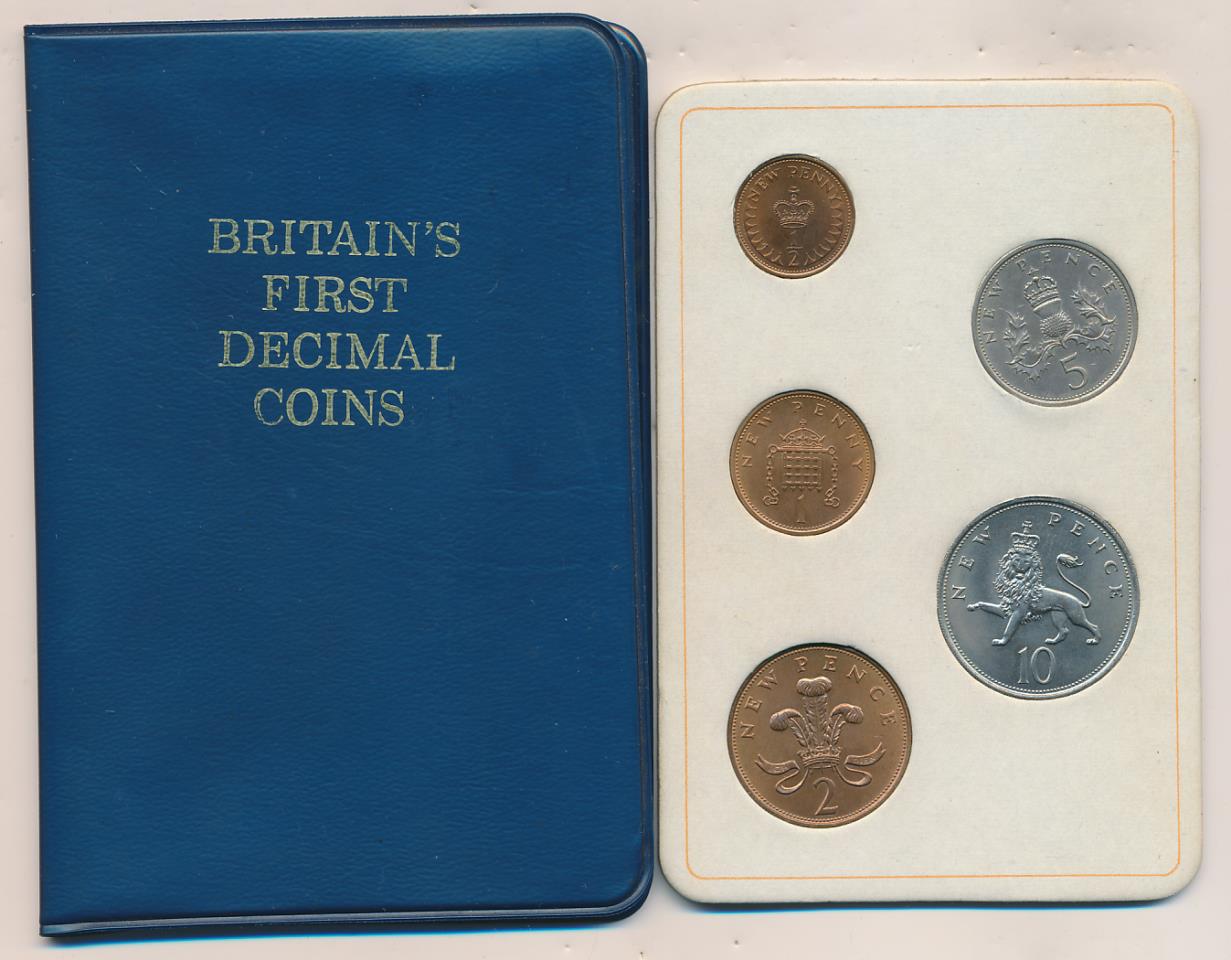 BRITAIN'S
FIRST
DECIMAL
COINS
NEW PENNY
1/2
NEW PENCE
5
NEW PENNY
1
NEW PENCE
10
NEW PENCE
2